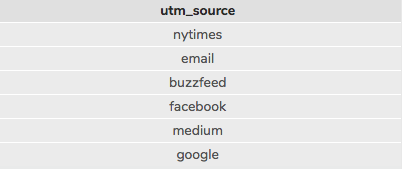 utm_source
nytimes
email
buzzfeed
facebook
medium
google